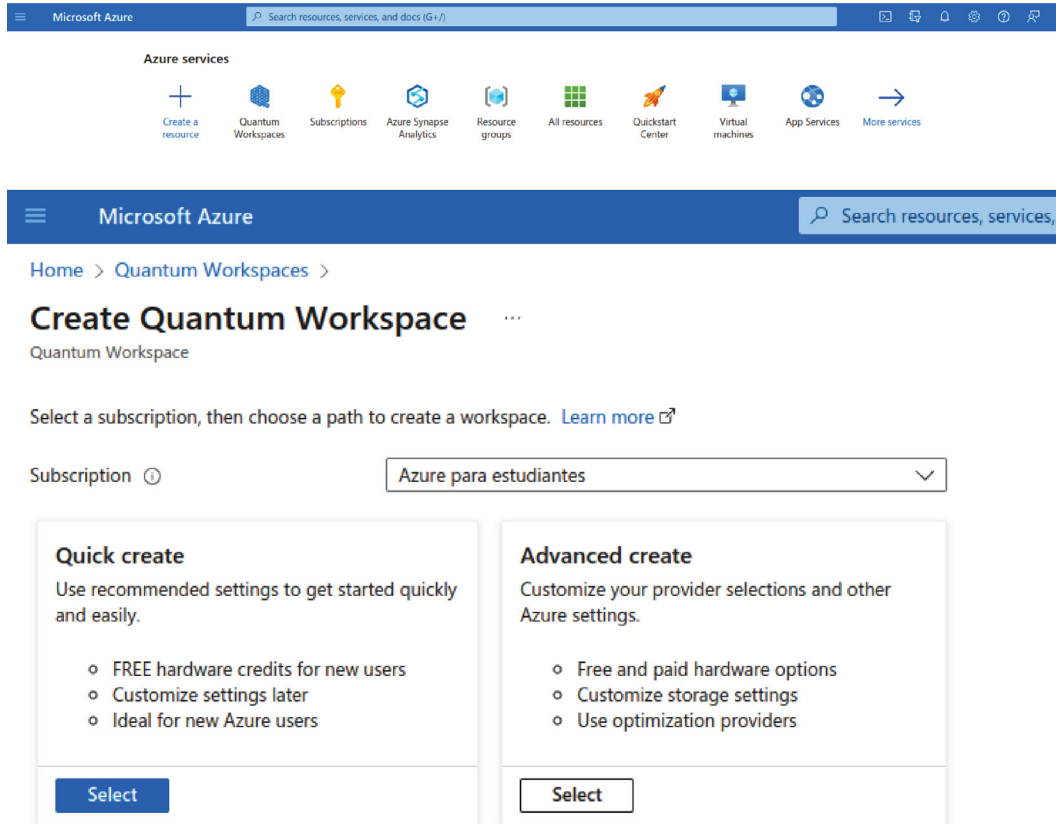 Microsoft Azure
Search resources, services, and docs (G+/)
Azure services
Create a resource
Quantum Workspaces
Subscriptions
Azure Synapse Analytics
Resource groups
All resources
Quickstart Center
Virtual machines
App Services
More services
Microsoft Azure
Search resources, services,
Home > Quantum Workspaces >
Create Quantum Workspace ...
Quantum Workspace
Select a subscription, then choose a path to create a workspace. Learn more
Subscription
Azure para estudiantes
Quick create
Use recommended settings to get started quickly
and easily.
FREE hardware credits for new users
Customize settings later
Ideal for new Azure users
Select
Advanced create
Customize your provider selections and other
Azure settings.
Free and paid hardware options
Customize storage settings
Use optimization providers
Select